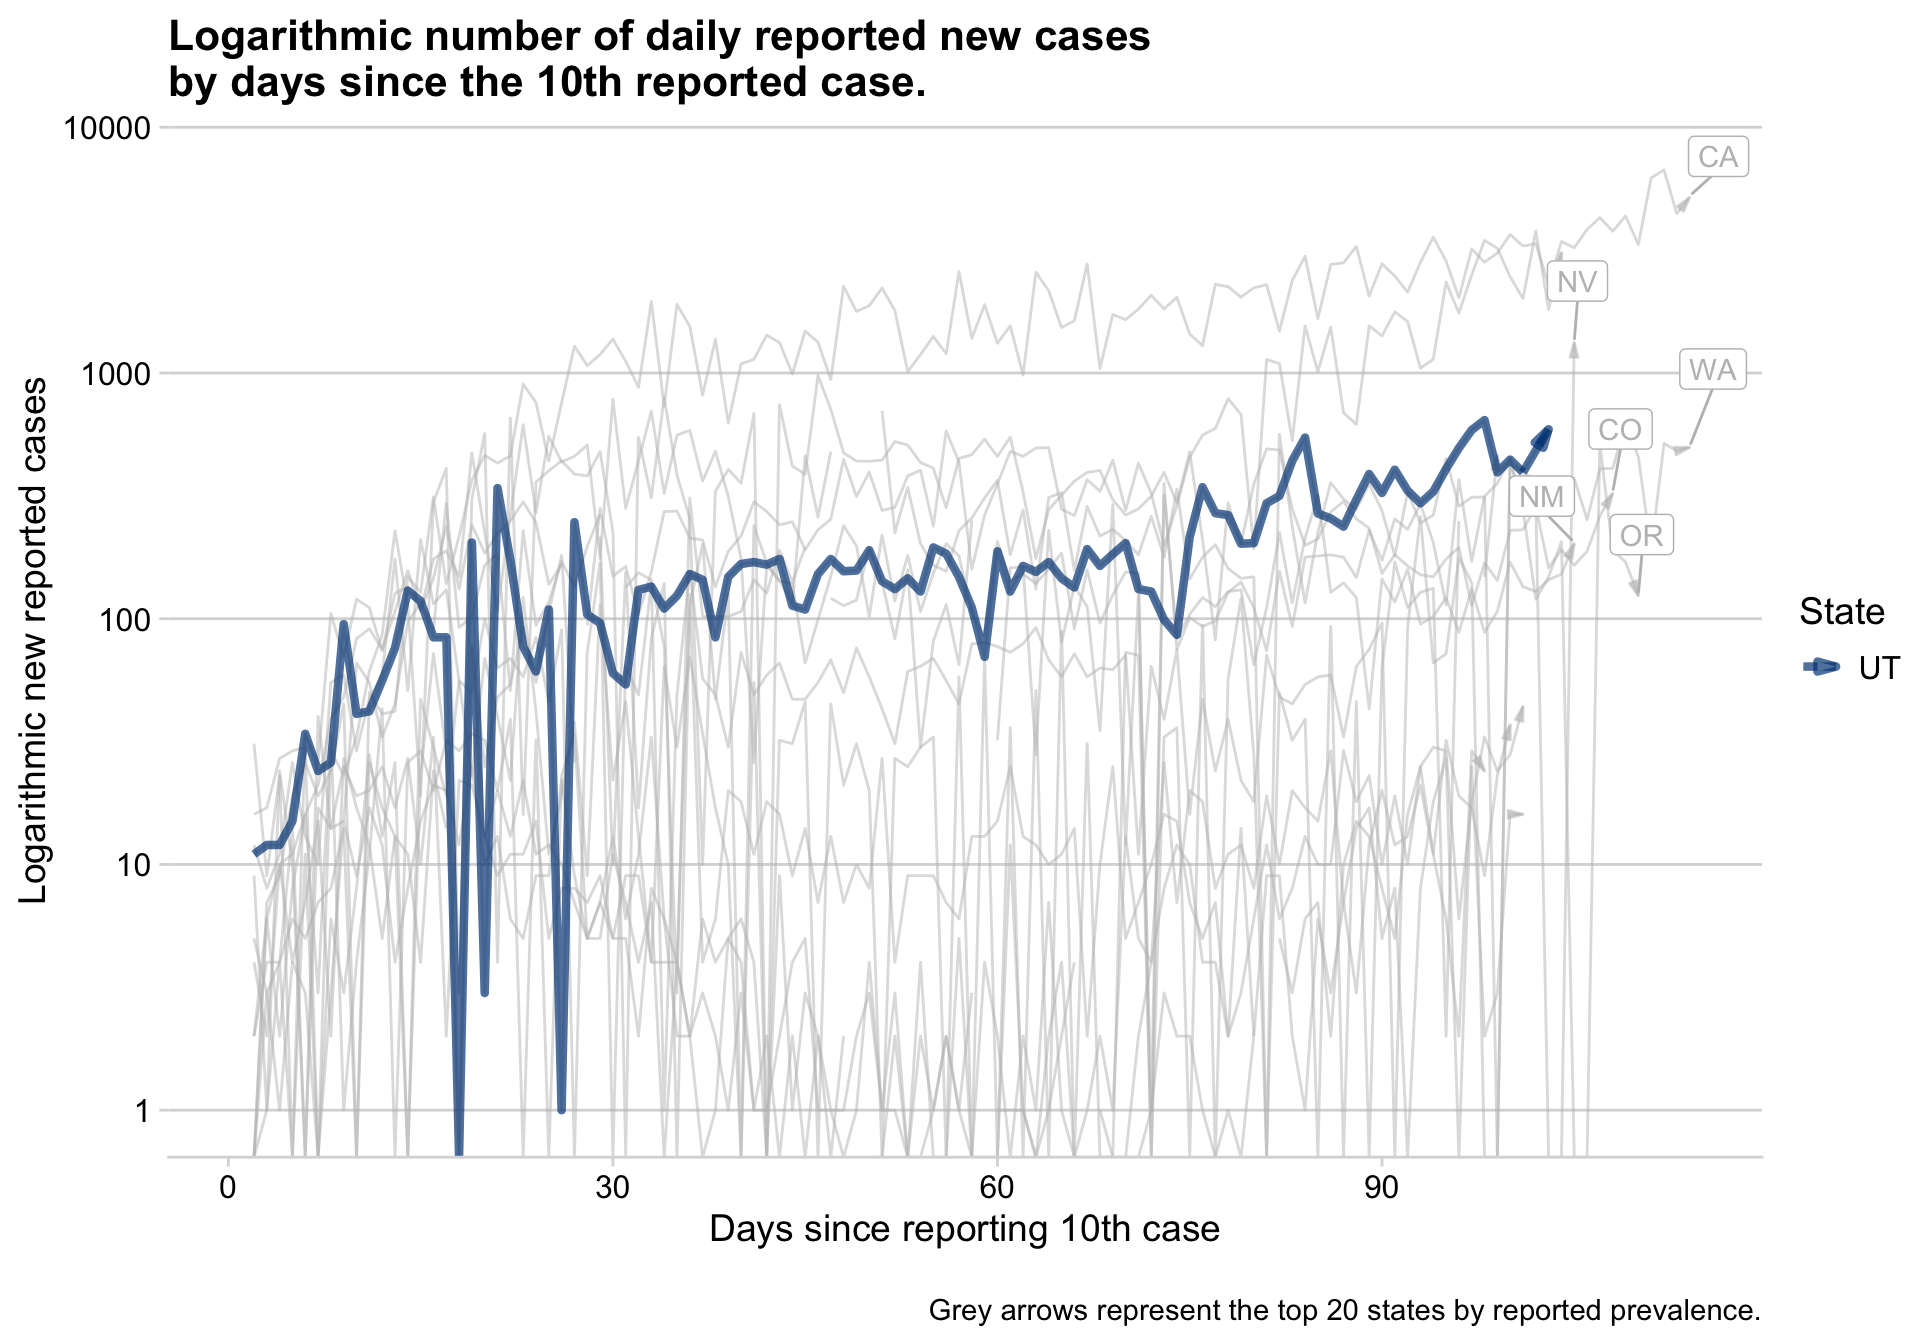 Logarithmic number of daily reported new cases
by days since the 10th reported case.
10000
1000
100
10
1
Logarithmic new reported cases
CA
NV
WA
CO
NM
OR
State
UT
0
30
60
90
Days since reporting 10th case
Grey arrows represent the top 20 states by reported prevalence.